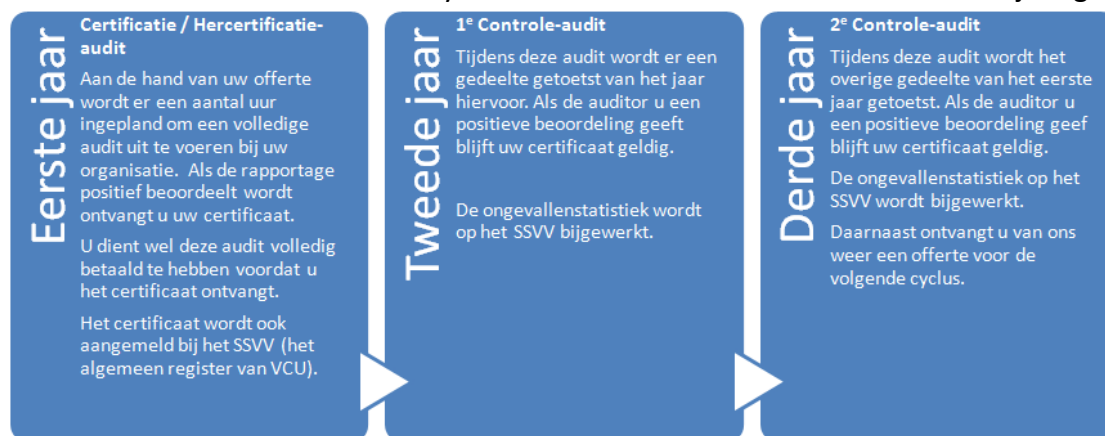 Eerste jaar
Certificatie / Hercertificatie-
audit
Aan de hand van uw offerte
wordt er een aantal uur
ingepland om een volledige
audit uit te voeren bij uw
organisatie. Als de rapportage
positief beoordeelt wordt
ontvangt u uw certificaat.
U dient wel deze audit volledig
betaald te hebben voordat u
het certificaat ontvangt.
Het certificaat wordt ook
aangemeld bij het SSVV (het
algemeen register van VCU).
Tweede jaar
1e Controle-audit
Tijdens deze audit wordt er een
gedeelte getoetst van het jaar
hiervoor. Als de auditor u een
positieve beoordeling geeft
blijft uw certificaat geldig.
De ongevallenstatistiek wordt
op het SSVV bijgewerkt.
Derde jaar
2e Controle-audit
Tijdens deze audit wordt het
overige gedeelte van het eerste
jaar getoetst. Als de auditor u
een positieve beoordeling geef
blijft uw certificaat geldig.
De ongevallenstatistiek op het
SSVV wordt bijgewerkt.
Daarnaast ontvangt u van ons
weer een offerte voor de
volgende cyclus.